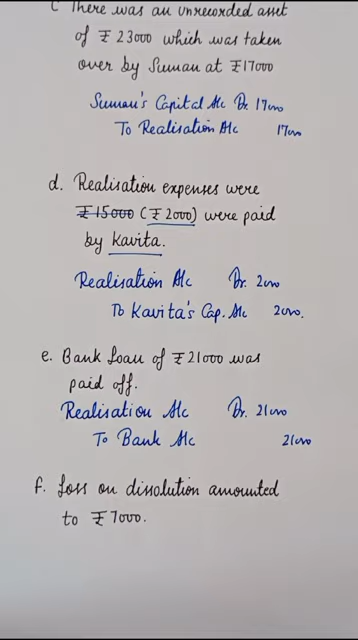 C There was an unrecorded asset
of ₹ 23000 which was taken
over by Suman at ₹17000
Suman's Capital A/c Dr. 17000
To Realisation A/c 17000
d. Realisation expenses were
₹15000 (₹2000) were paid
by Kavita.
Realisation A/c Dr. 2000
To Kavita's Cap. A/c 2000.
e. Bank Loan of ₹21000 was
paid off.
Realisation A/c Dr. 21000
To Bank A/c 21000
f. Loss on dissolution amounted
to ₹7000.